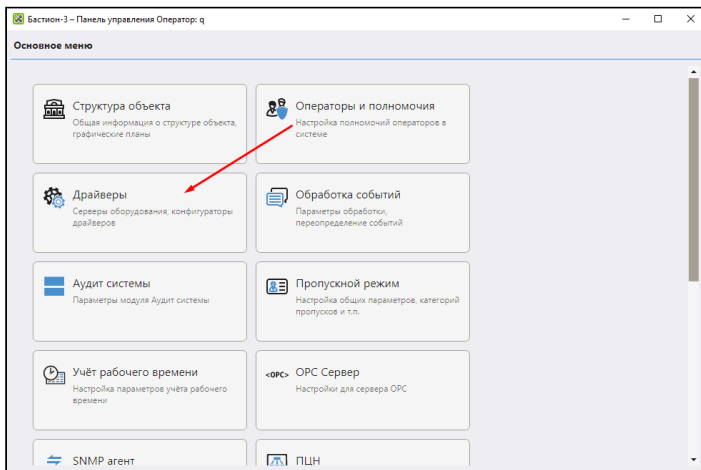 Бастион-3 – Панель управления Оператор: q
Основное меню
Структура объекта
Общая информация о структуре объекта,
графические планы
Операторы и полномочия
Настройка полномочий операторов в
системе
Драйверы
Серверы оборудования, конфигураторы
драйверов
Обработка событий
Параметры обработки,
переопределение событий
Аудит системы
Параметры модуля Аудит системы
Пропускной режим
Настройка общих параметров, категорий
пропусков и т.п.
Учёт рабочего времени
Настройка параметров учёта рабочего
времени
<OPC> OPC Сервер
Настройки для сервера OPC
SNMP агент
ПЦН